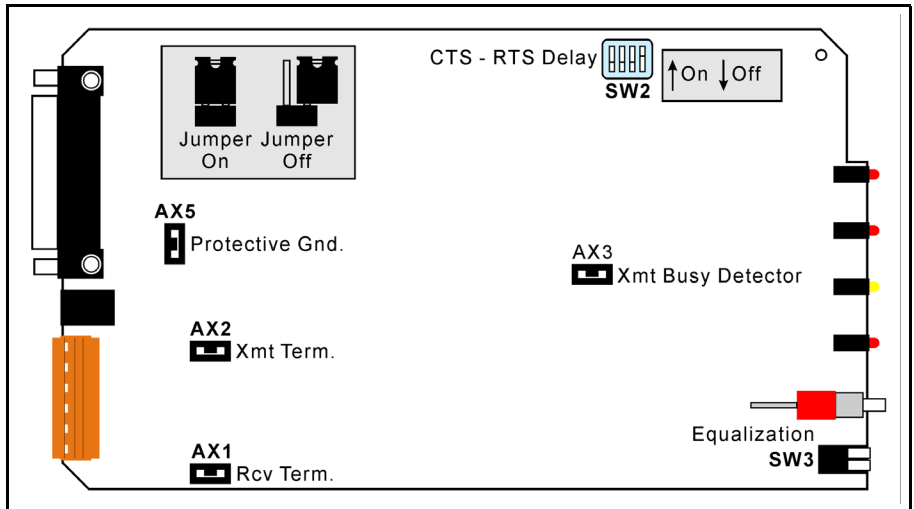 CTS - RTS Delay
SW2
On Off
Jumper On
Jumper Off
AX5
Protective Gnd.
AX3
Xmt Busy Detector
AX2
Xmt Term.
Equalization
SW3
AX1
Rcv Term.